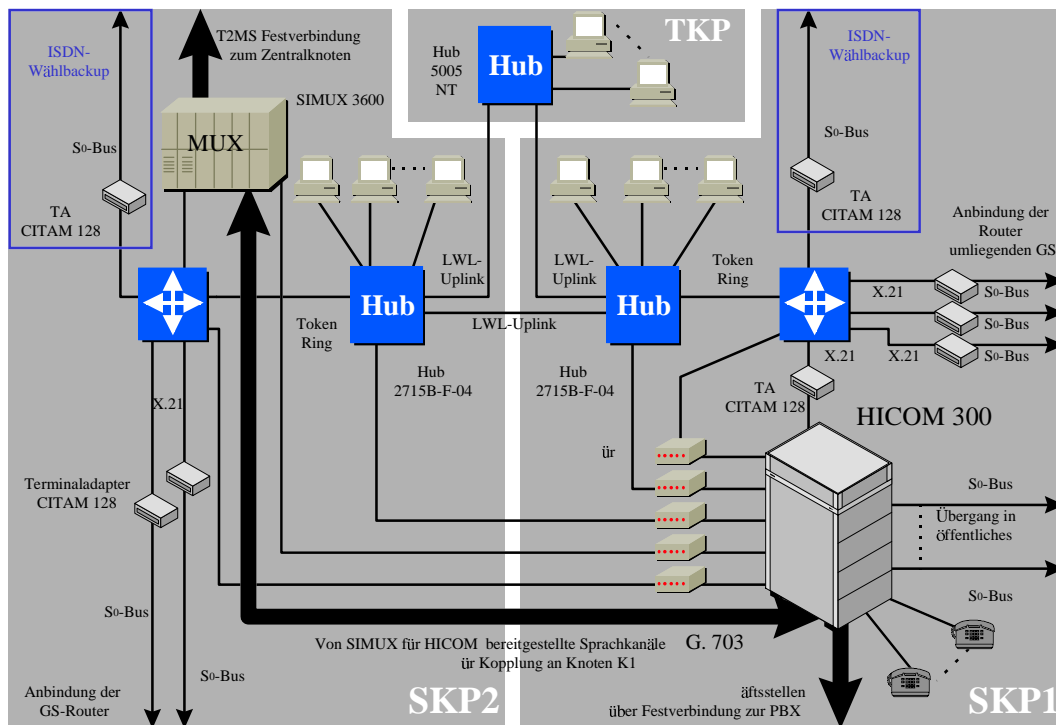 ISDN-
Wählbackup
S0-Bus
TA
CITAM 128
T2MS Festverbindung
zum Zentralknoten
SIMUX 3600
MUX
Hub
5005
NT
Hub
TKP
ISDN-
Wählbackup
S0-Bus
TA
CITAM 128
Anbindung der
Router
umliegenden GS
X.21
S0-Bus
S0-Bus
X.21
X.21
S0-Bus
LWL-
Uplink
LWL-
Uplink
Token
Ring
Hub
Hub
Token
Ring
LWL-Uplink
Hub
2715B-F-04
Hub
2715B-F-04
TA
CITAM 128
HICOM 300
X.21
ür
Terminaladapter
CITAM 128
S0-Bus
Übergang in
öffentliches
S0-Bus
S0-Bus
S0-Bus
Von SIMUX für HICOM bereitgestellte Sprachkanäle
ür Kopplung an Knoten K1
G. 703
Anbindung der
GS-Router
SKP2
äftsstellen
über Festverbindung zur PBX
SKP1